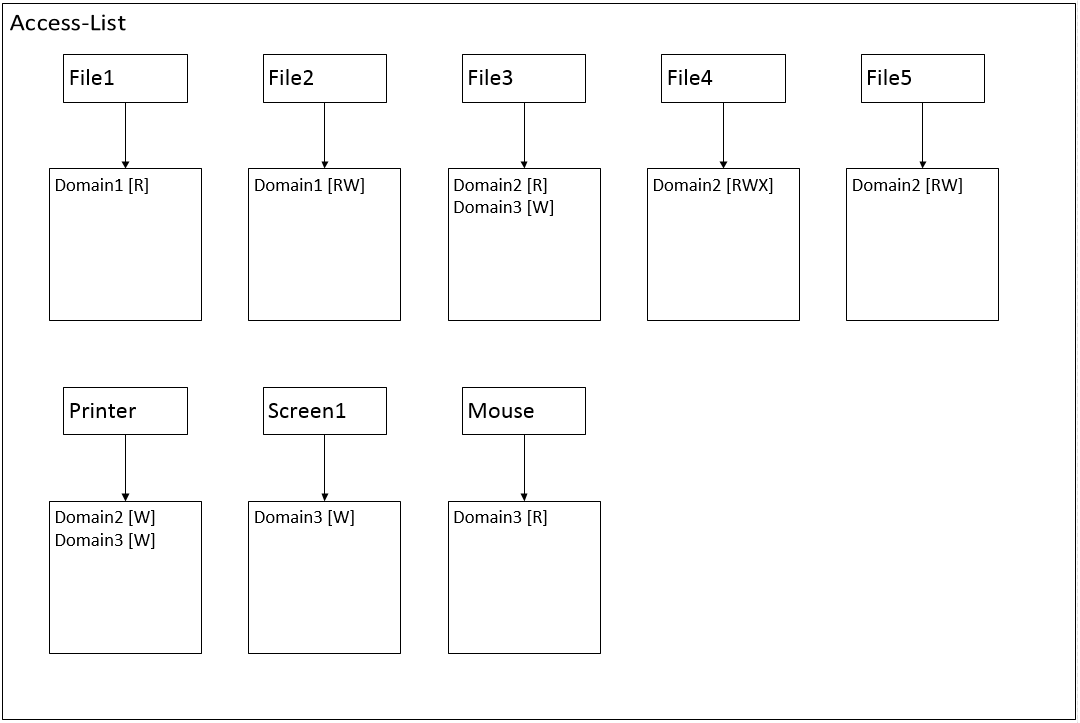 Access-List
File1
File2
File3
File4
File5
Domain1 [R]
Domain1 [RW]
Domain2 [R]
Domain3 [W]
Domain2 [RWX]
Domain2 [RW]
Printer
Screen1
Mouse
Domain2 [W]
Domain3 [W]
Domain3 [W]
Domain3 [R]